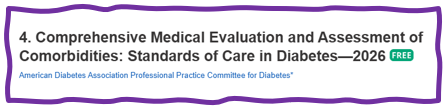 4. Comprehensive Medical Evaluation and Assessment of
Comorbidities: Standards of Care in Diabetes—2026 FREE
American Diabetes Association Professional Practice Committee for Diabetes*